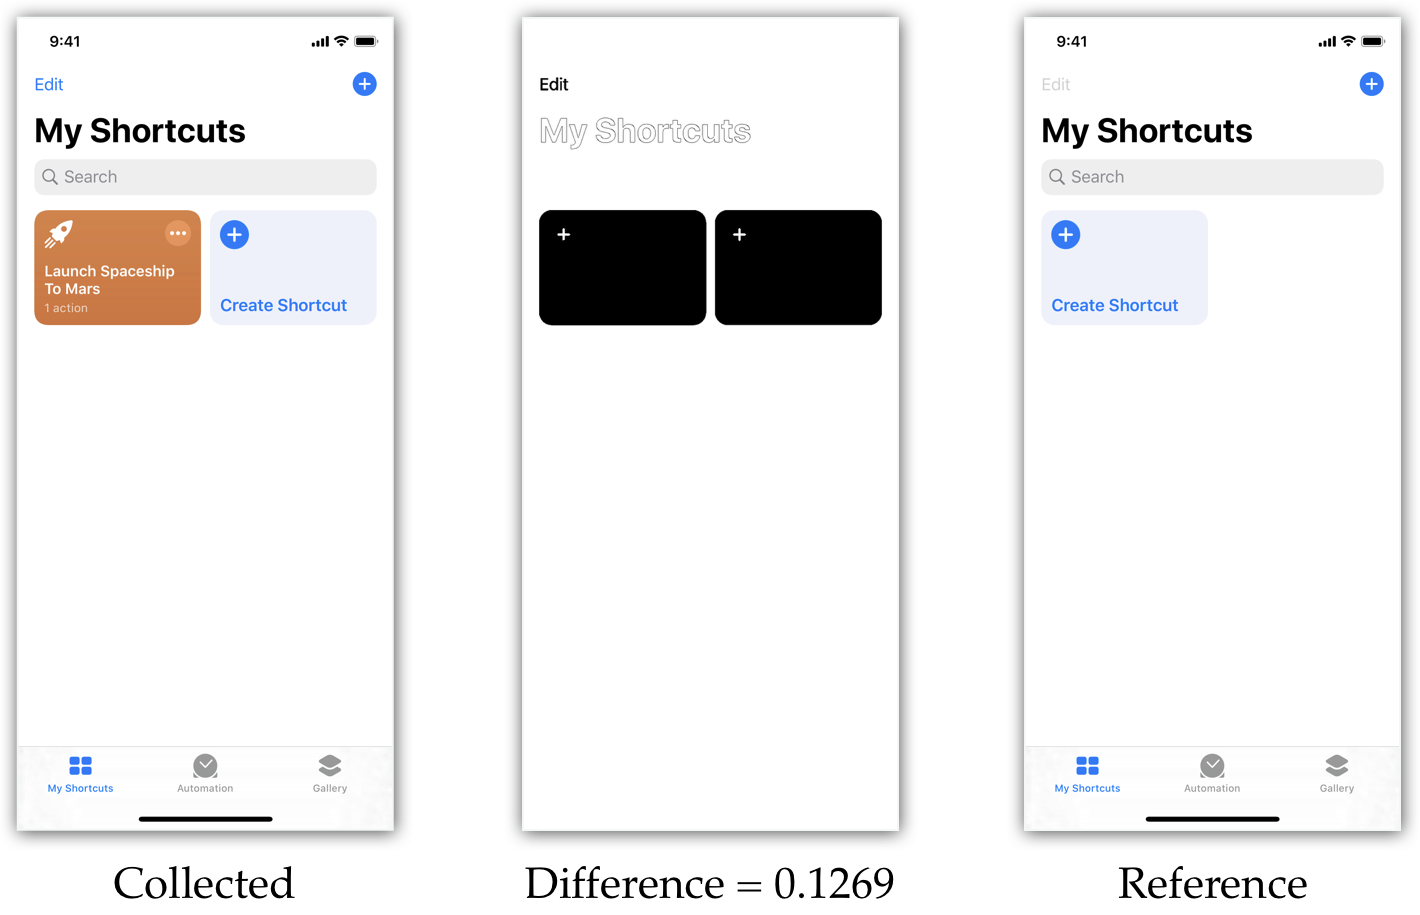 9:41
Edit
My Shortcuts
Search
Launch Spaceship
To Mars
1 action
Create Shortcut
My Shortcuts
Automation
Gallery
Collected
Edit
My Shortcuts
Difference = 0.1269
9:41
Edit
My Shortcuts
Search
Create Shortcut
My Shortcuts
Automation
Gallery
Reference